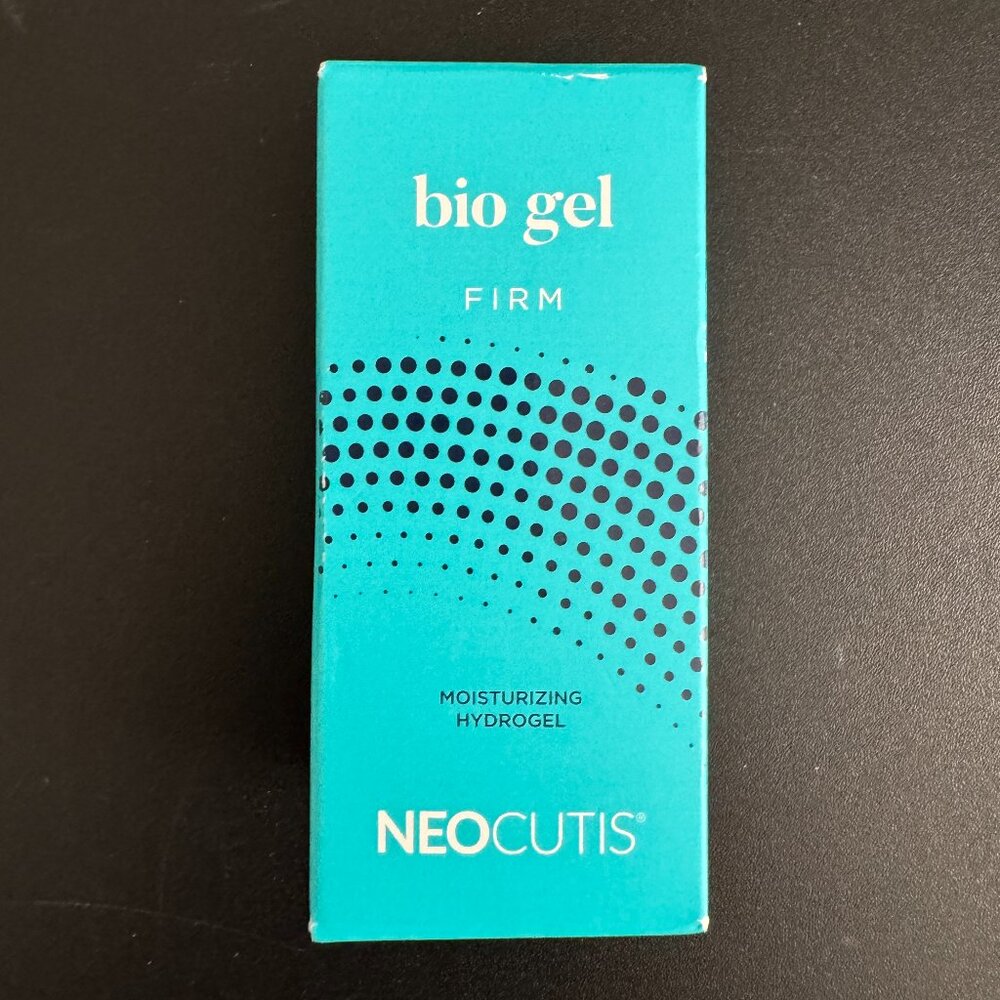 bio gel
FIRM
MOISTURIZING
HYDROGEL
NEOCUTIS®